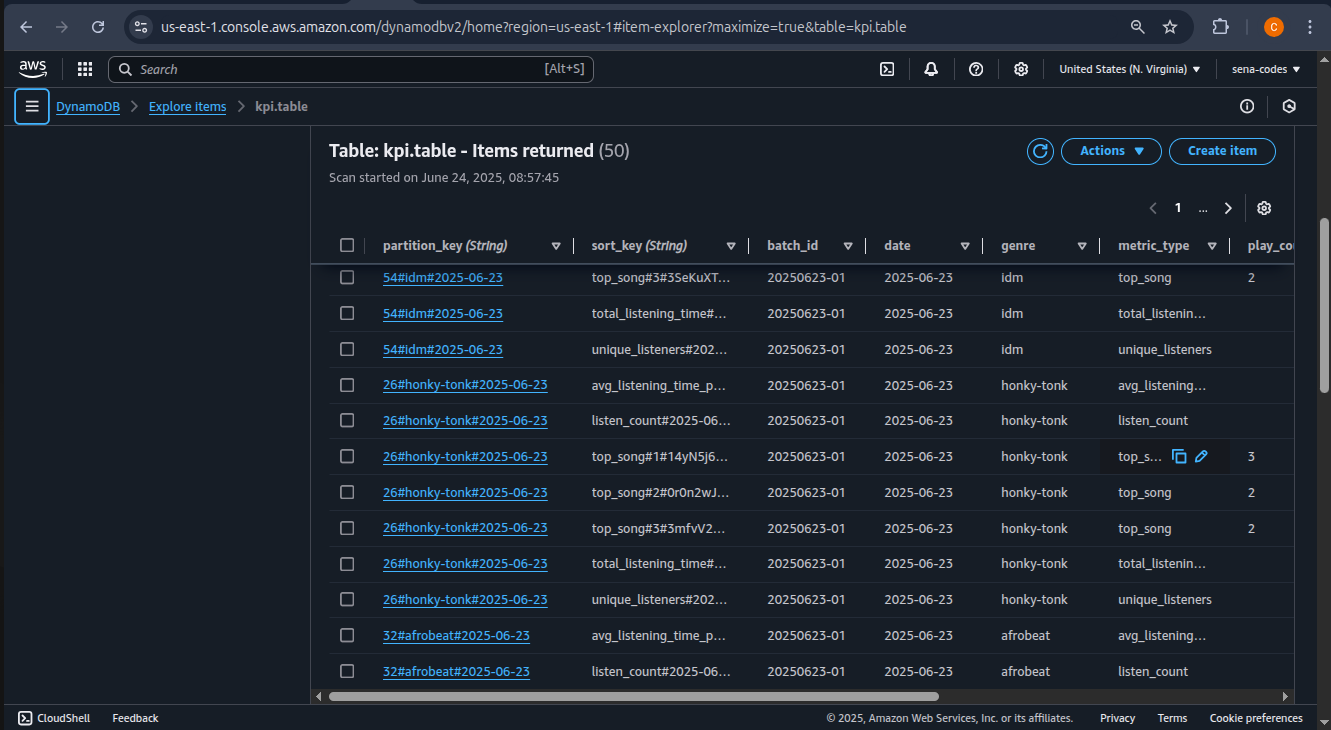 us-east-1.console.aws.amazon.com/dynamodbv2/home?region=us-east-1#item-explorer?maximize=true&table=kpi.table C
aws Search [Alt+S] United States (N. Virginia) sena-codes
DynamoDB Explore Items kpi.table
Table: kpi.table - Items returned (50) Actions Create item
Scan started on June 24, 2025, 08:57:45
1 ...
partition_key (String) sort_key (String) batch_id date genre metric_type play_cou
54#idm#2025-06-23 top_song#3#3SeKuXT... 20250623-01 2025-06-23 idm top_song 2
54#idm#2025-06-23 total_listening_time#... 20250623-01 2025-06-23 idm total_listenin...
54#idm#2025-06-23 unique_listeners#202... 20250623-01 2025-06-23 idm unique_listeners
26#honky-tonk#2025-06-23 avg_listening_time_p... 20250623-01 2025-06-23 honky-tonk avg_listening...
26#honky-tonk#2025-06-23 listen_count#2025-06... 20250623-01 2025-06-23 honky-tonk listen_count
26#honky-tonk#2025-06-23 top_song#1#14yN5j6... 20250623-01 2025-06-23 honky-tonk top_s... 3
26#honky-tonk#2025-06-23 top_song#2#0r0n2wJ... 20250623-01 2025-06-23 honky-tonk top_song 2
26#honky-tonk#2025-06-23 top_song#3#3mfvV2... 20250623-01 2025-06-23 honky-tonk top_song 2
26#honky-tonk#2025-06-23 total_listening_time#... 20250623-01 2025-06-23 honky-tonk total_listenin...
26#honky-tonk#2025-06-23 unique_listeners#202... 20250623-01 2025-06-23 honky-tonk unique_listeners
32#afrobeat#2025-06-23 avg_listening_time_p... 20250623-01 2025-06-23 afrobeat avg_listening...
32#afrobeat#2025-06-23 listen_count#2025-06... 20250623-01 2025-06-23 afrobeat listen_count
CloudShell Feedback © 2025, Amazon Web Services, Inc. or its affiliates. Privacy Terms Cookie preferences